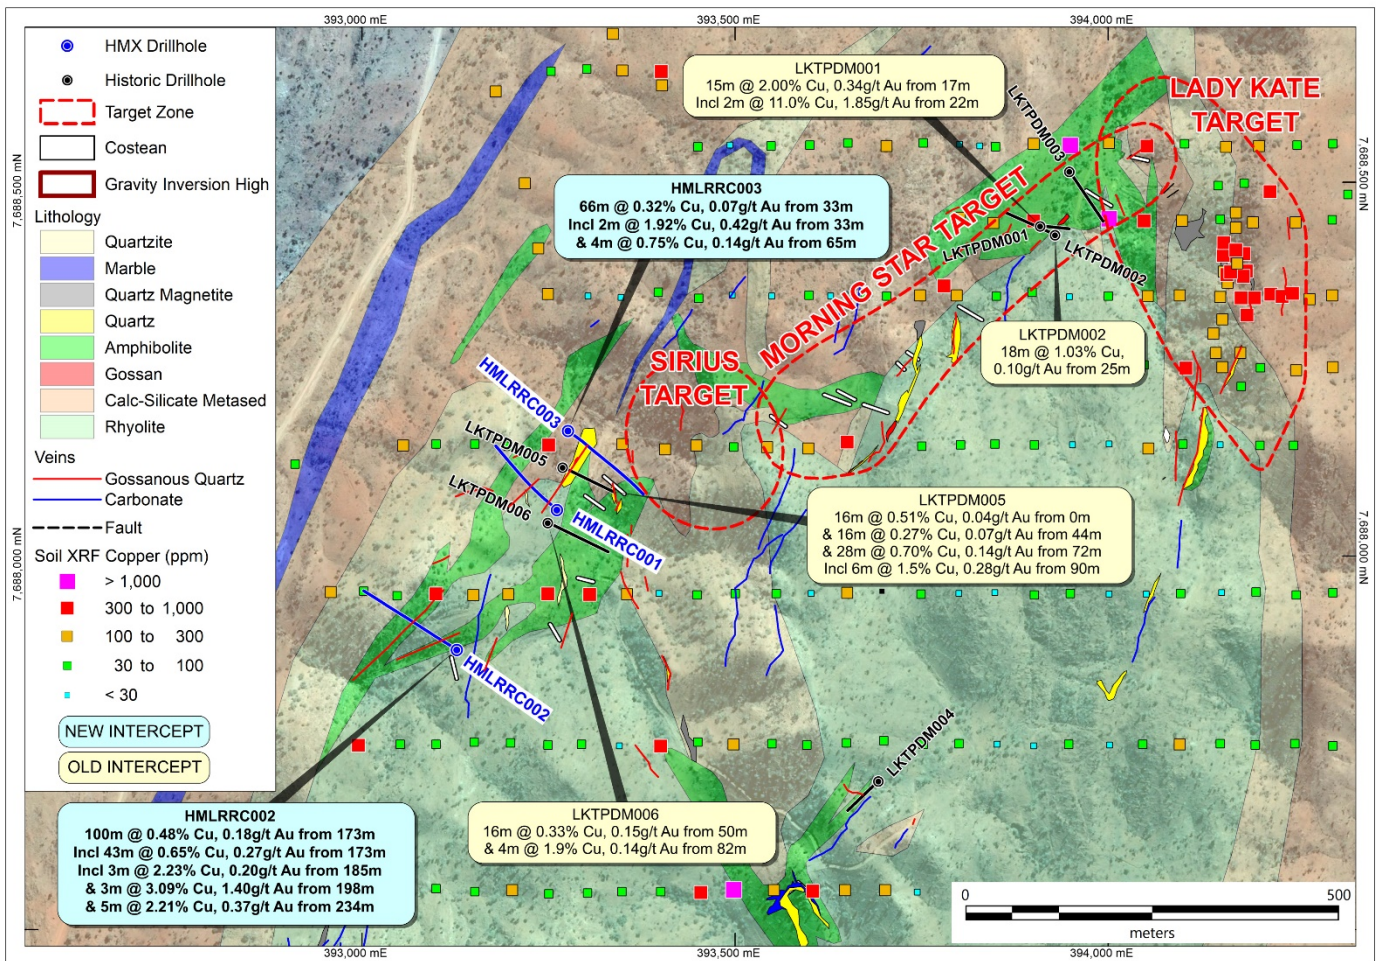 393,000 mE
393,500 mE
394,000 mE
HMX Drillhole
Historic Drillhole
Target Zone
Costean
Gravity Inversion High
Lithology
Quartzite
Marble
Quartz Magnetite
Quartz
Amphibolite
Gossan
Calc-Silicate Metased
Rhyolite
Veins
Gossanous Quartz
Carbonate
Fault
Soil XRF Copper (ppm)
> 1,000
300 to 1,000
100 to 300
30 to 100
< 30
NEW INTERCEPT
OLD INTERCEPT
7,688,500 mN
7,688,000 mN
LKTPDM001
15m @ 2.00% Cu, 0.34g/t Au from 17m
Incl 2m @ 11.0% Cu, 1.85g/t Au from 22m
LADY KATE
TARGET
LKTPDM003
HMLRRC003
66m @ 0.32% Cu, 0.07g/t Au from 33m
Incl 2m @ 1.92% Cu, 0.42g/t Au from 33m
& 4m @ 0.75% Cu, 0.14g/t Au from 65m
MORNING STAR TARGET
LKTPDM001
LKTPDM002
LKTPDM002
18m @ 1.03% Cu,
0.10g/t Au from 25m
SIRIUS
TARGET
HMLRRC003
LKTPDM005
LKTPDM006
HMLRRC001
LKTPDM005
16m @ 0.51% Cu, 0.04g/t Au from 0m
& 16m @ 0.27% Cu, 0.07g/t Au from 44m
& 28m @ 0.70% Cu, 0.14g/t Au from 72m
Incl 6m @ 1.5% Cu, 0.28g/t Au from 90m
HMLRRC002
LKTPDM004
HMLRRC002
100m @ 0.48% Cu, 0.18g/t Au from 173m
Incl 43m @ 0.65% Cu, 0.27g/t Au from 173m
Incl 3m @ 2.23% Cu, 0.20g/t Au from 185m
& 3m @ 3.09% Cu, 1.40g/t Au from 198m
& 5m @ 2.21% Cu, 0.37g/t Au from 234m
LKTPDM006
16m @ 0.33% Cu, 0.15g/t Au from 50m
& 4m @ 1.9% Cu, 0.14g/t Au from 82m
0
500
meters
7,688,500 mN
7,688,000 mN
393,000 mE
393,500 mE
394,000 mE